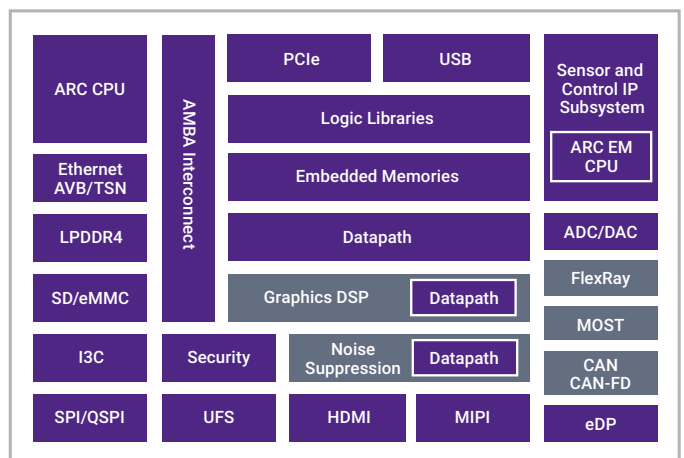 ARC CPU
Ethernet
AVB/TSN
LPDDR4
SD/eMMC
I3C
SPI/QSPI
AMBA Interconnect
PCIe
USB
Logic Libraries
Embedded Memories
Datapath
Graphics DSP
Datapath
Security
Noise
Suppression
Datapath
UFS
HDMI
MIPI
Sensor and
Control IP
Subsystem
ARC EM
CPU
ADC/DAC
FlexRay
MOST
CAN
CAN-FD
eDP